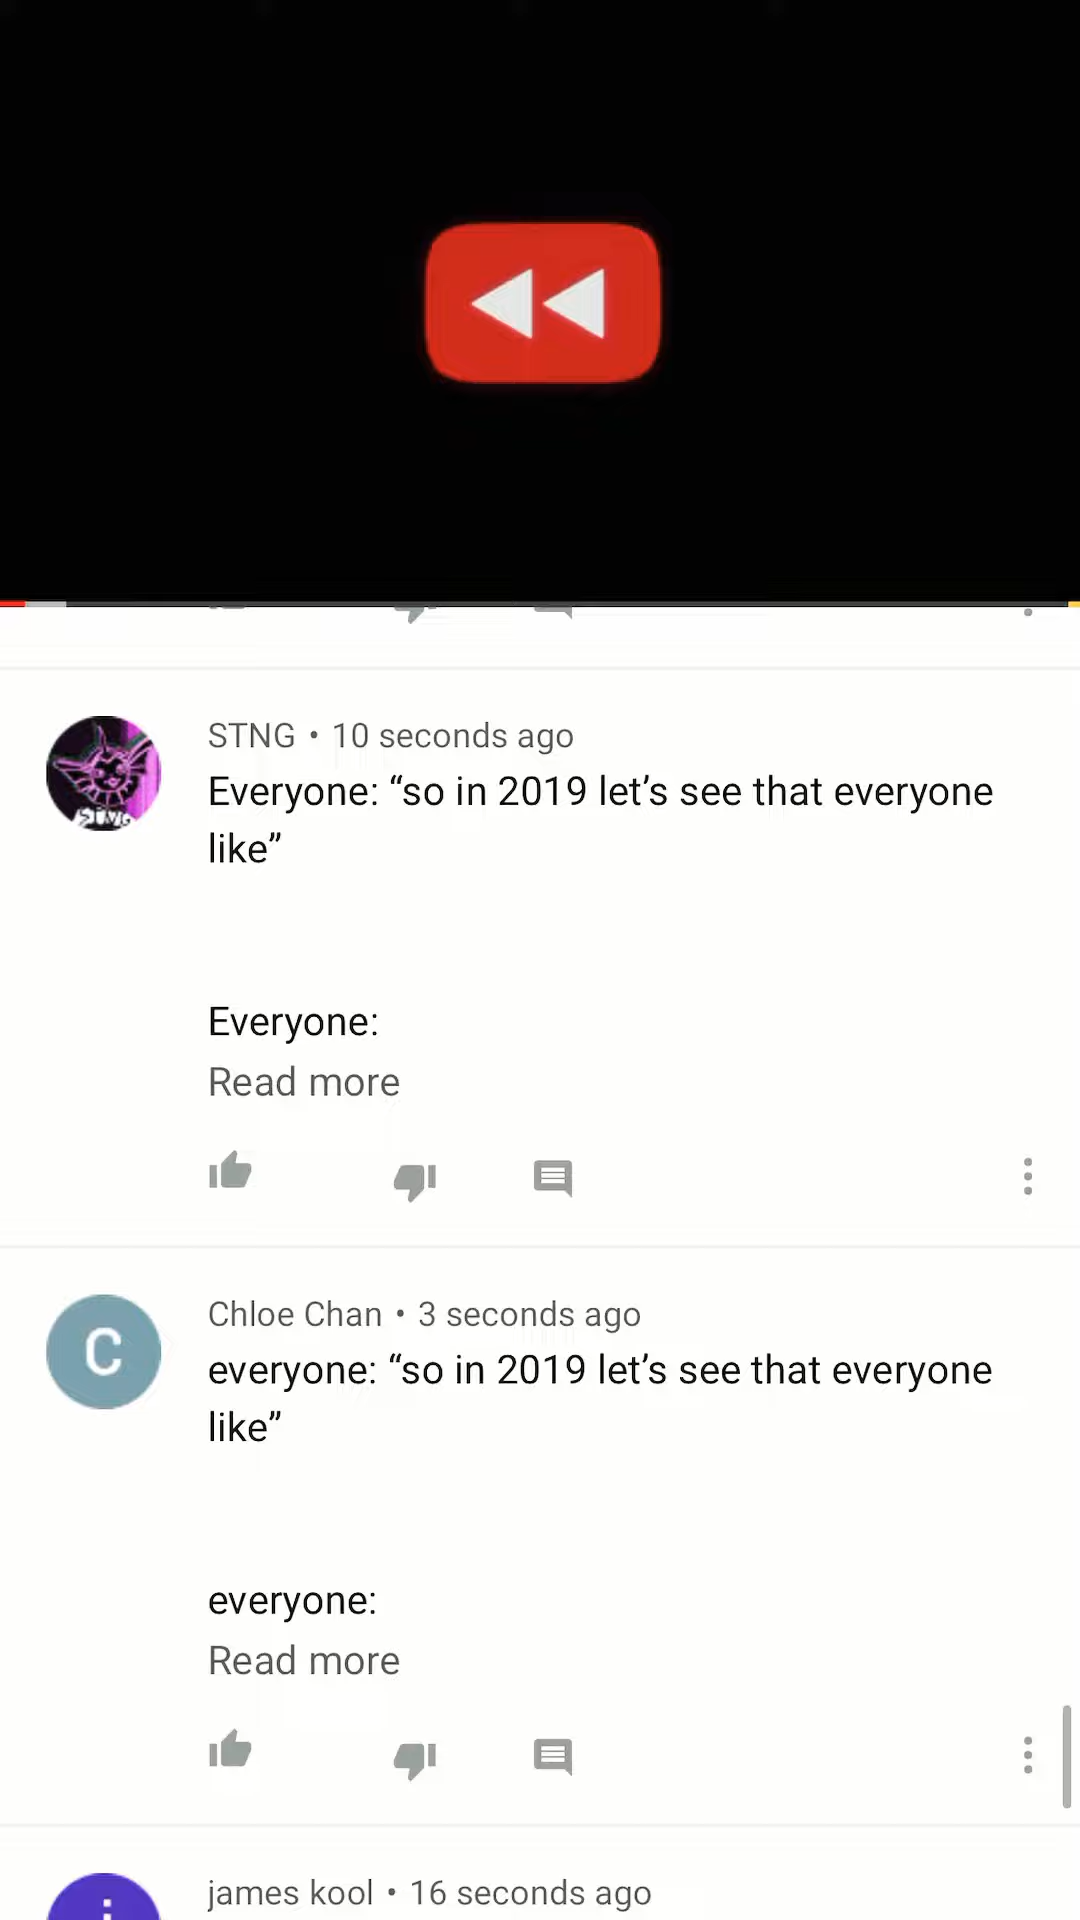 STNG • 10 seconds ago
Everyone: “so in 2019 let’s see that everyone
like”
Everyone:
Read more
C
Chloe Chan • 3 seconds ago
everyone: “so in 2019 let’s see that everyone
like”
everyone:
Read more
james kool • 16 seconds ago